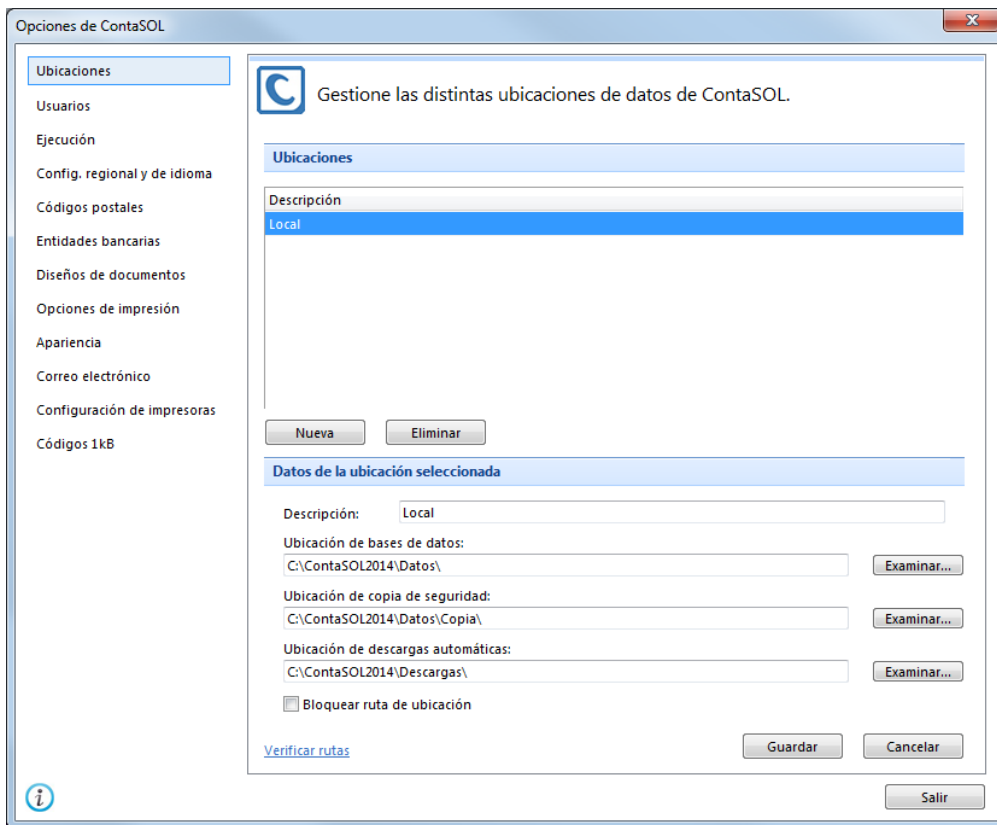 Opciones de ContaSOL
Ubicaciones
Usuarios
Ejecución
Config. regional y de idioma
Códigos postales
Entidades bancarias
Diseños de documentos
Opciones de impresión
Apariencia
Correo electrónico
Configuración de impresoras
Códigos 1kB
Gestione las distintas ubicaciones de datos de ContaSOL.
Ubicaciones
Descripción
Local
Nueva Eliminar
Datos de la ubicación seleccionada
Descripción: Local
Ubicación de bases de datos:
C:\ContaSOL2014\Datos\ Examinar...
Ubicación de copia de seguridad:
C:\ContaSOL2014\Datos\Copia\ Examinar...
Ubicación de descargas automáticas:
C:\ContaSOL2014\Descargas\ Examinar...
Bloquear ruta de ubicación
Verificar rutas Guardar Cancelar
Salir